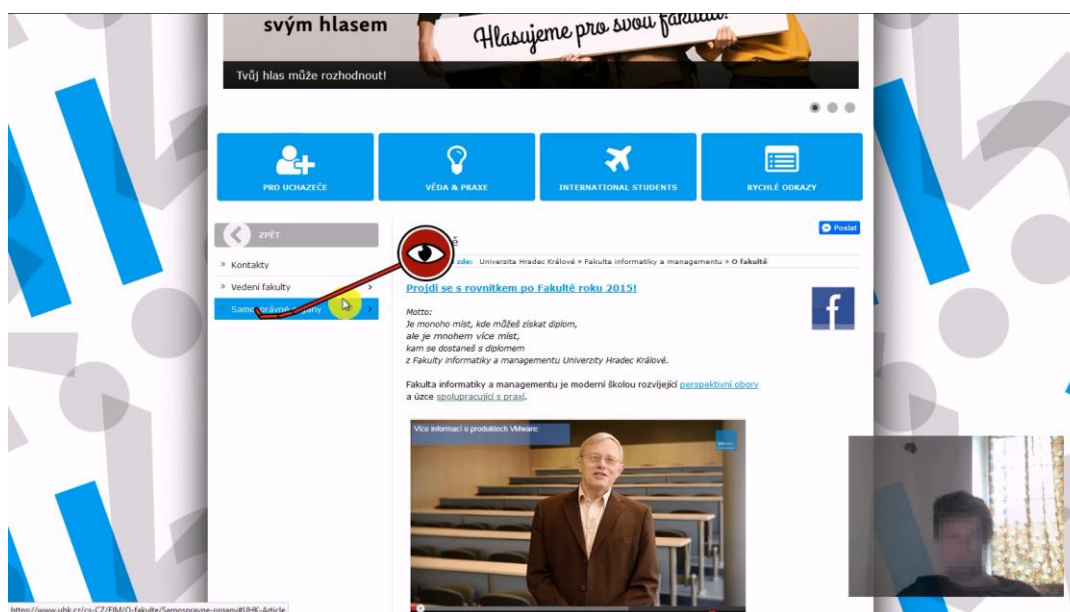 svým hlasem
Hlasujeme pro svou fakultu!
Tvůj hlas může rozhodnout!
PRO UCHAZEČE
VĚDA & PRAXE
INTERNATIONAL STUDENTS
RYCHLÉ ODKAZY
ZPĚT
Poslat
zde: Univerzita Hradec Králové » Fakulta informatiky a managementu » O fakultě
» Kontakty
» Vedení fakulty
Projdi se s rovnítkem po Fakultě roku 2015!
orgány
Motto:
Je monoho míst, kde můžeš získat diplom,
ale je mnohem více míst,
kam se dostaneš s diplomem
z Fakulty informatiky a managementu Univerzity Hradec Králové.
Fakulta informatiky a managementu je moderní školou rozvíjející perspektivní obory
a úzce spolupracující s praxí.
Více informací o produktech VMware:
https://www.uhk.cz/cs-CZ/FIM/O-fakulte/Samospravne-organy#UHK-Article